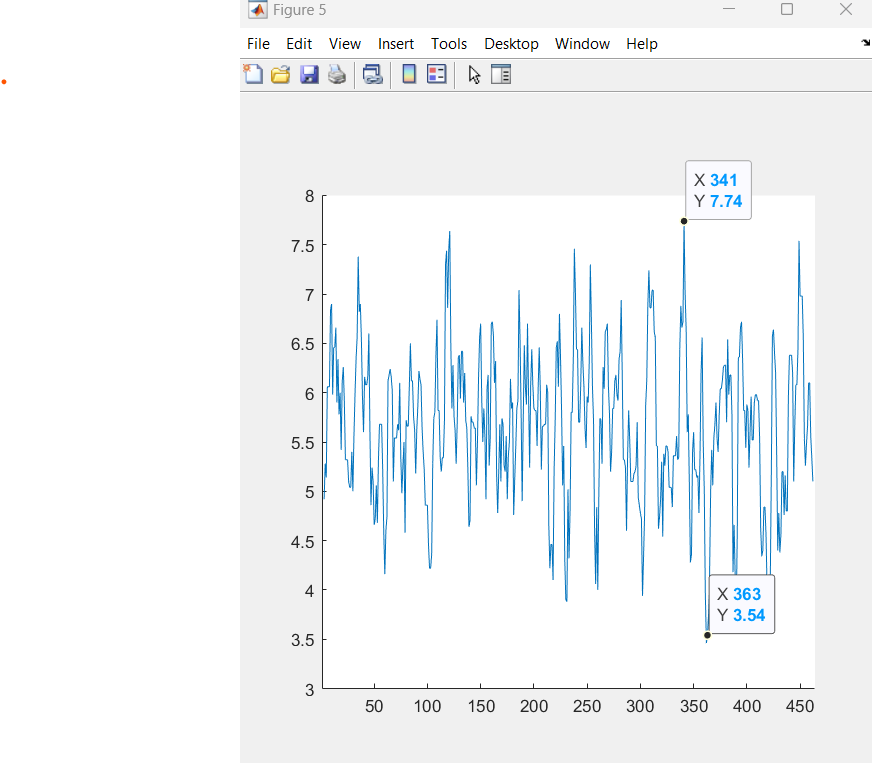 Figure 5
File Edit View Insert Tools Desktop Window Help
X 341
Y 7.74
8
7.5
7
6.5
6
5.5
5
4.5
4
3.5
3
X 363
Y 3.54
50 100 150 200 250 300 350 400 450